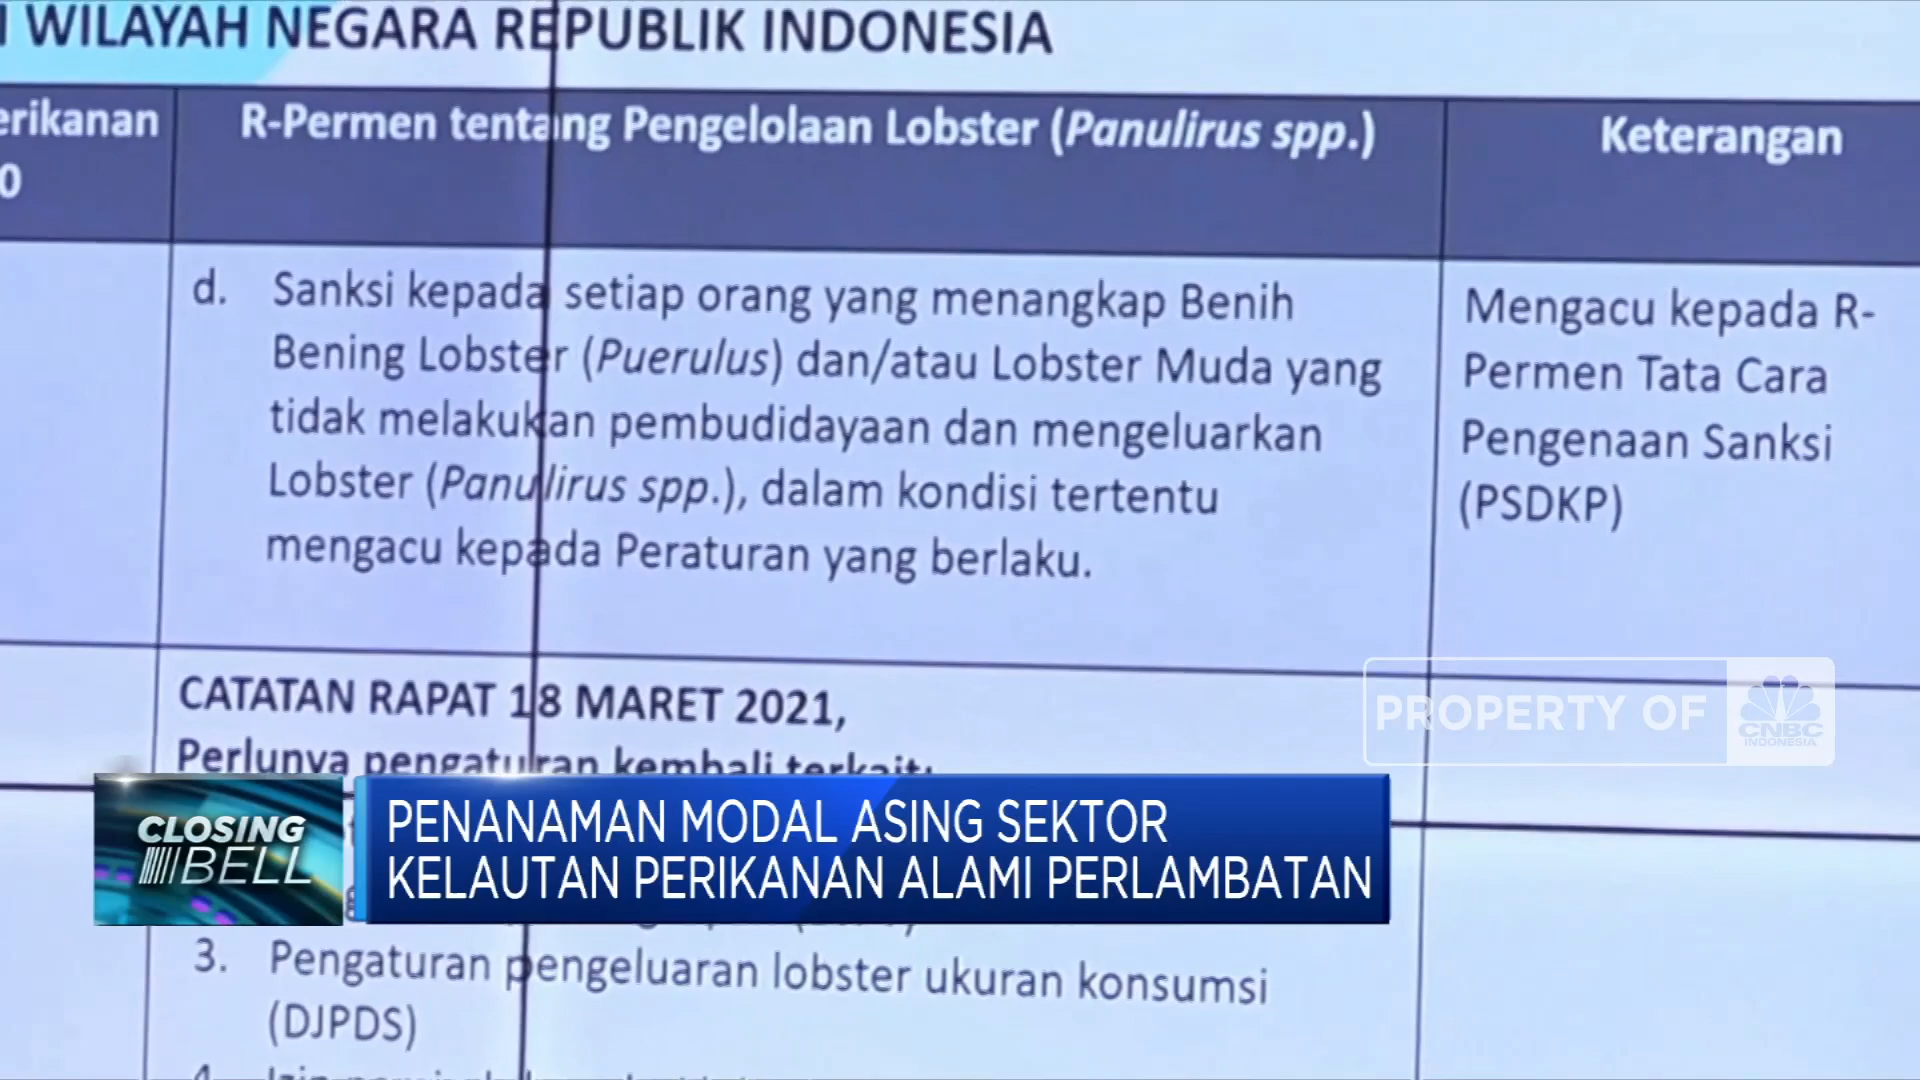 WILAYAH NEGARA REPUBLIK INDONESIA
erikanan
0
R-Permen tentang Pengelolaan Lobster (Panulirus spp.)
Keterangan
d. Sanksi kepada setiap orang yang menangkap Benih
Bening Lobster (Puerulus) dan/atau Lobster Muda yang
tidak melakukan pembudidayaan dan mengeluarkan
Lobster (Panulirus spp.), dalam kondisi tertentu
mengacu kepada Peraturan yang berlaku.
Mengacu kepada R-
Permen Tata Cara
Pengenaan Sanksi
(PSDKP)
CATATAN RAPAT 18 MARET 2021,
Perlunya pengaturan kembali terkait:
PROPERTY OF
CNBC
INDONESIA
CLOSING
BELL
PENANAMAN MODAL ASING SEKTOR
KELAUTAN PERIKANAN ALAMI PERLAMBATAN
3. Pengaturan pengeluaran lobster ukuran konsumsi
(DJPDS)